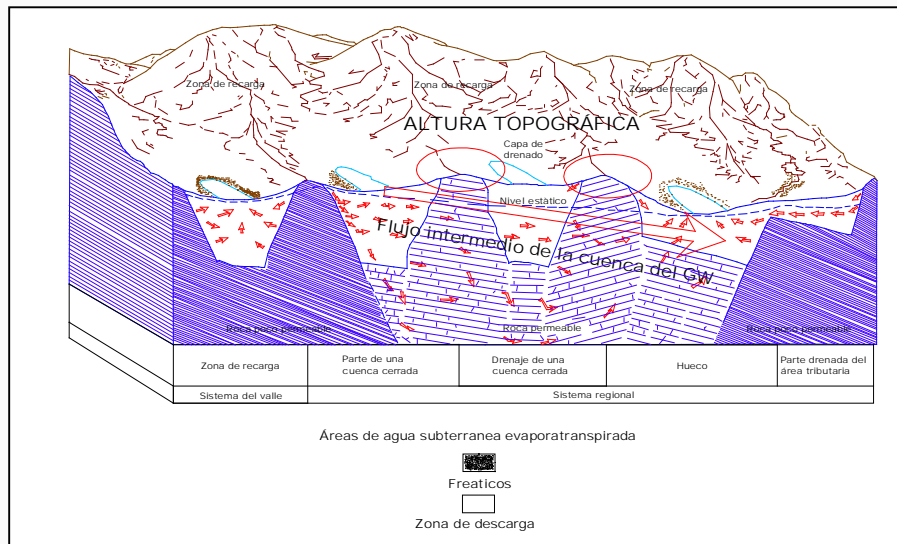 Zona de recarga
Zona de recarga
Zona de recarga
ALTURA TOPOGRÁFICA
Capa de
drenado
Nivel estático
Flujo intermedio de la cuenca del GW
Roca poco permeable
Roca permeable
Roca poco permeable
Zona de recarga
Parte de una
cuenca cerrada
Drenaje de una
cuenca cerrada
Hueco
Parte drenada del
área tributaria
Sistema del valle
Sistema regional
Áreas de agua subterranea evaporatranspirada
Freaticos
Zona de descarga